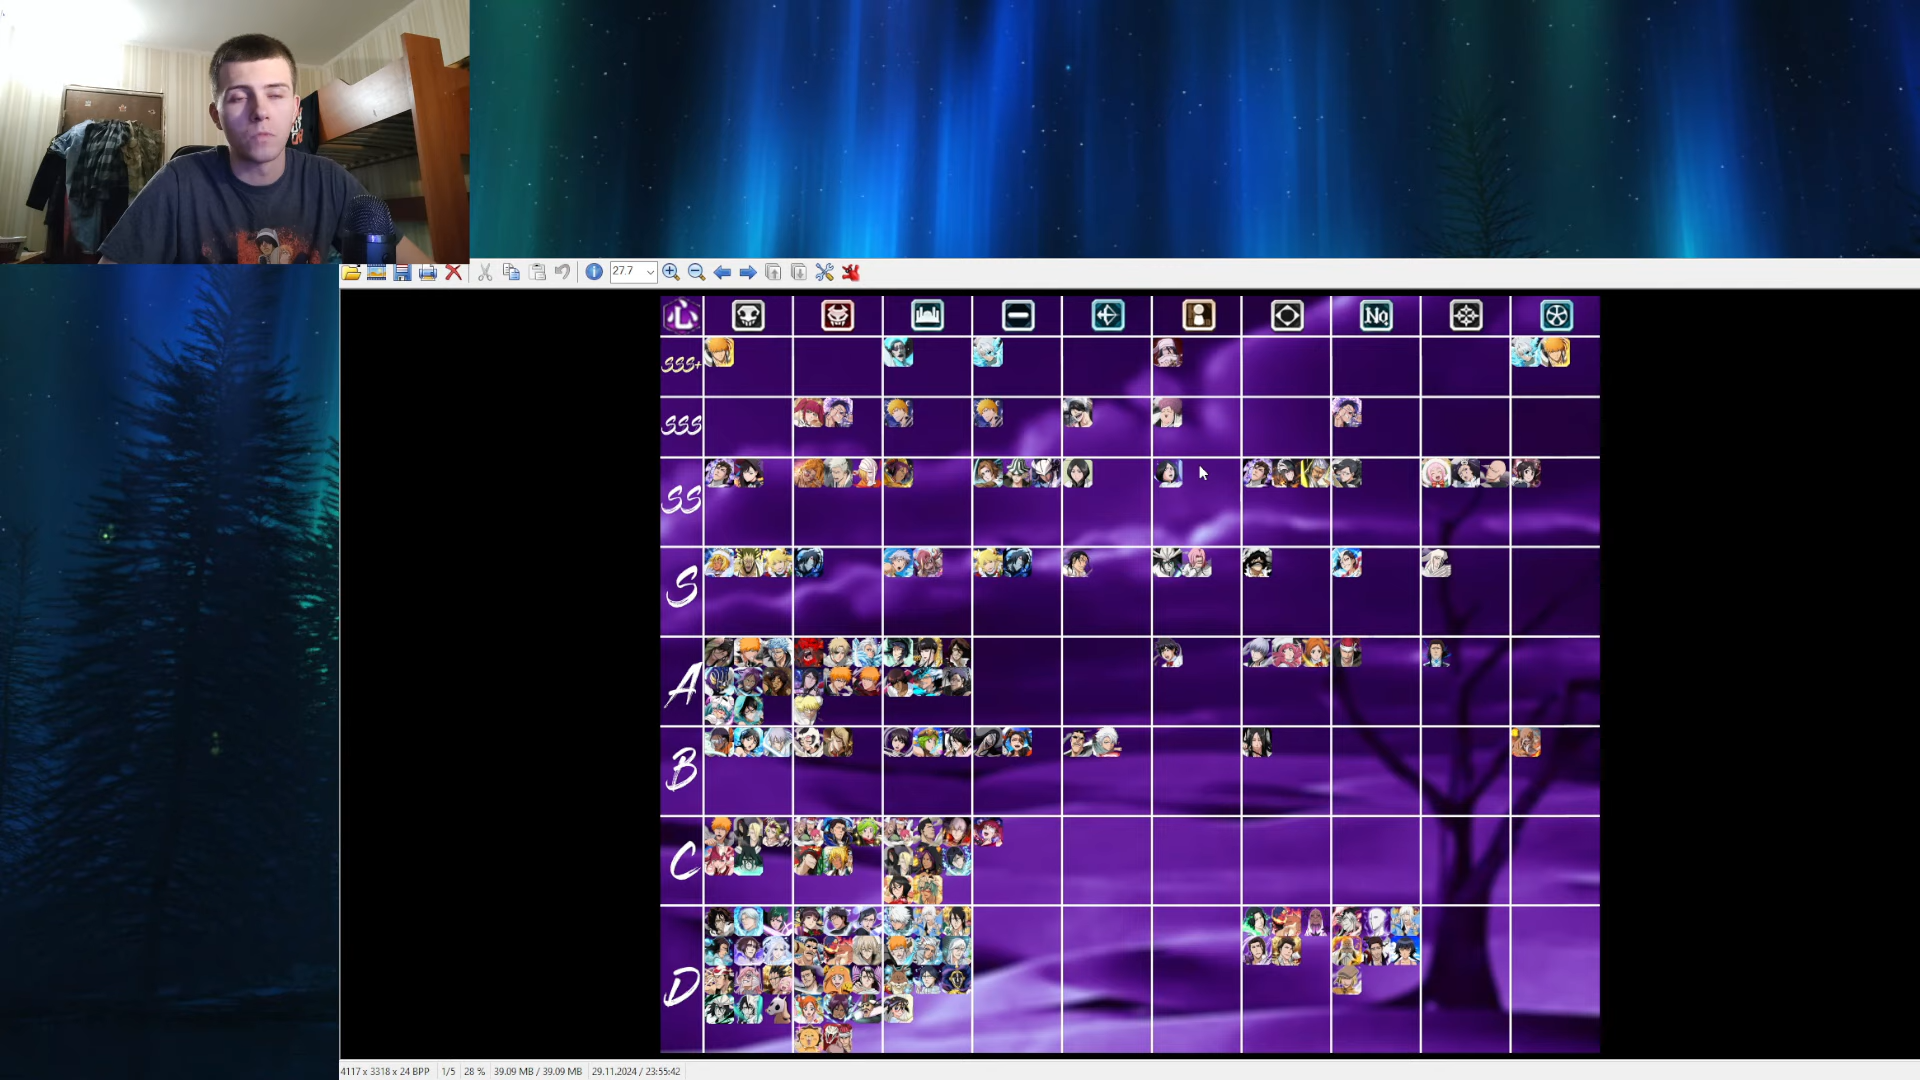 27.7
No
SSS+
SSS
SS
S
A
B
C
D
4117 x 3318 x 24 BPP 1/5 28 % 39.09 MB / 39.09 MB 29.11.2024 / 23:55:42